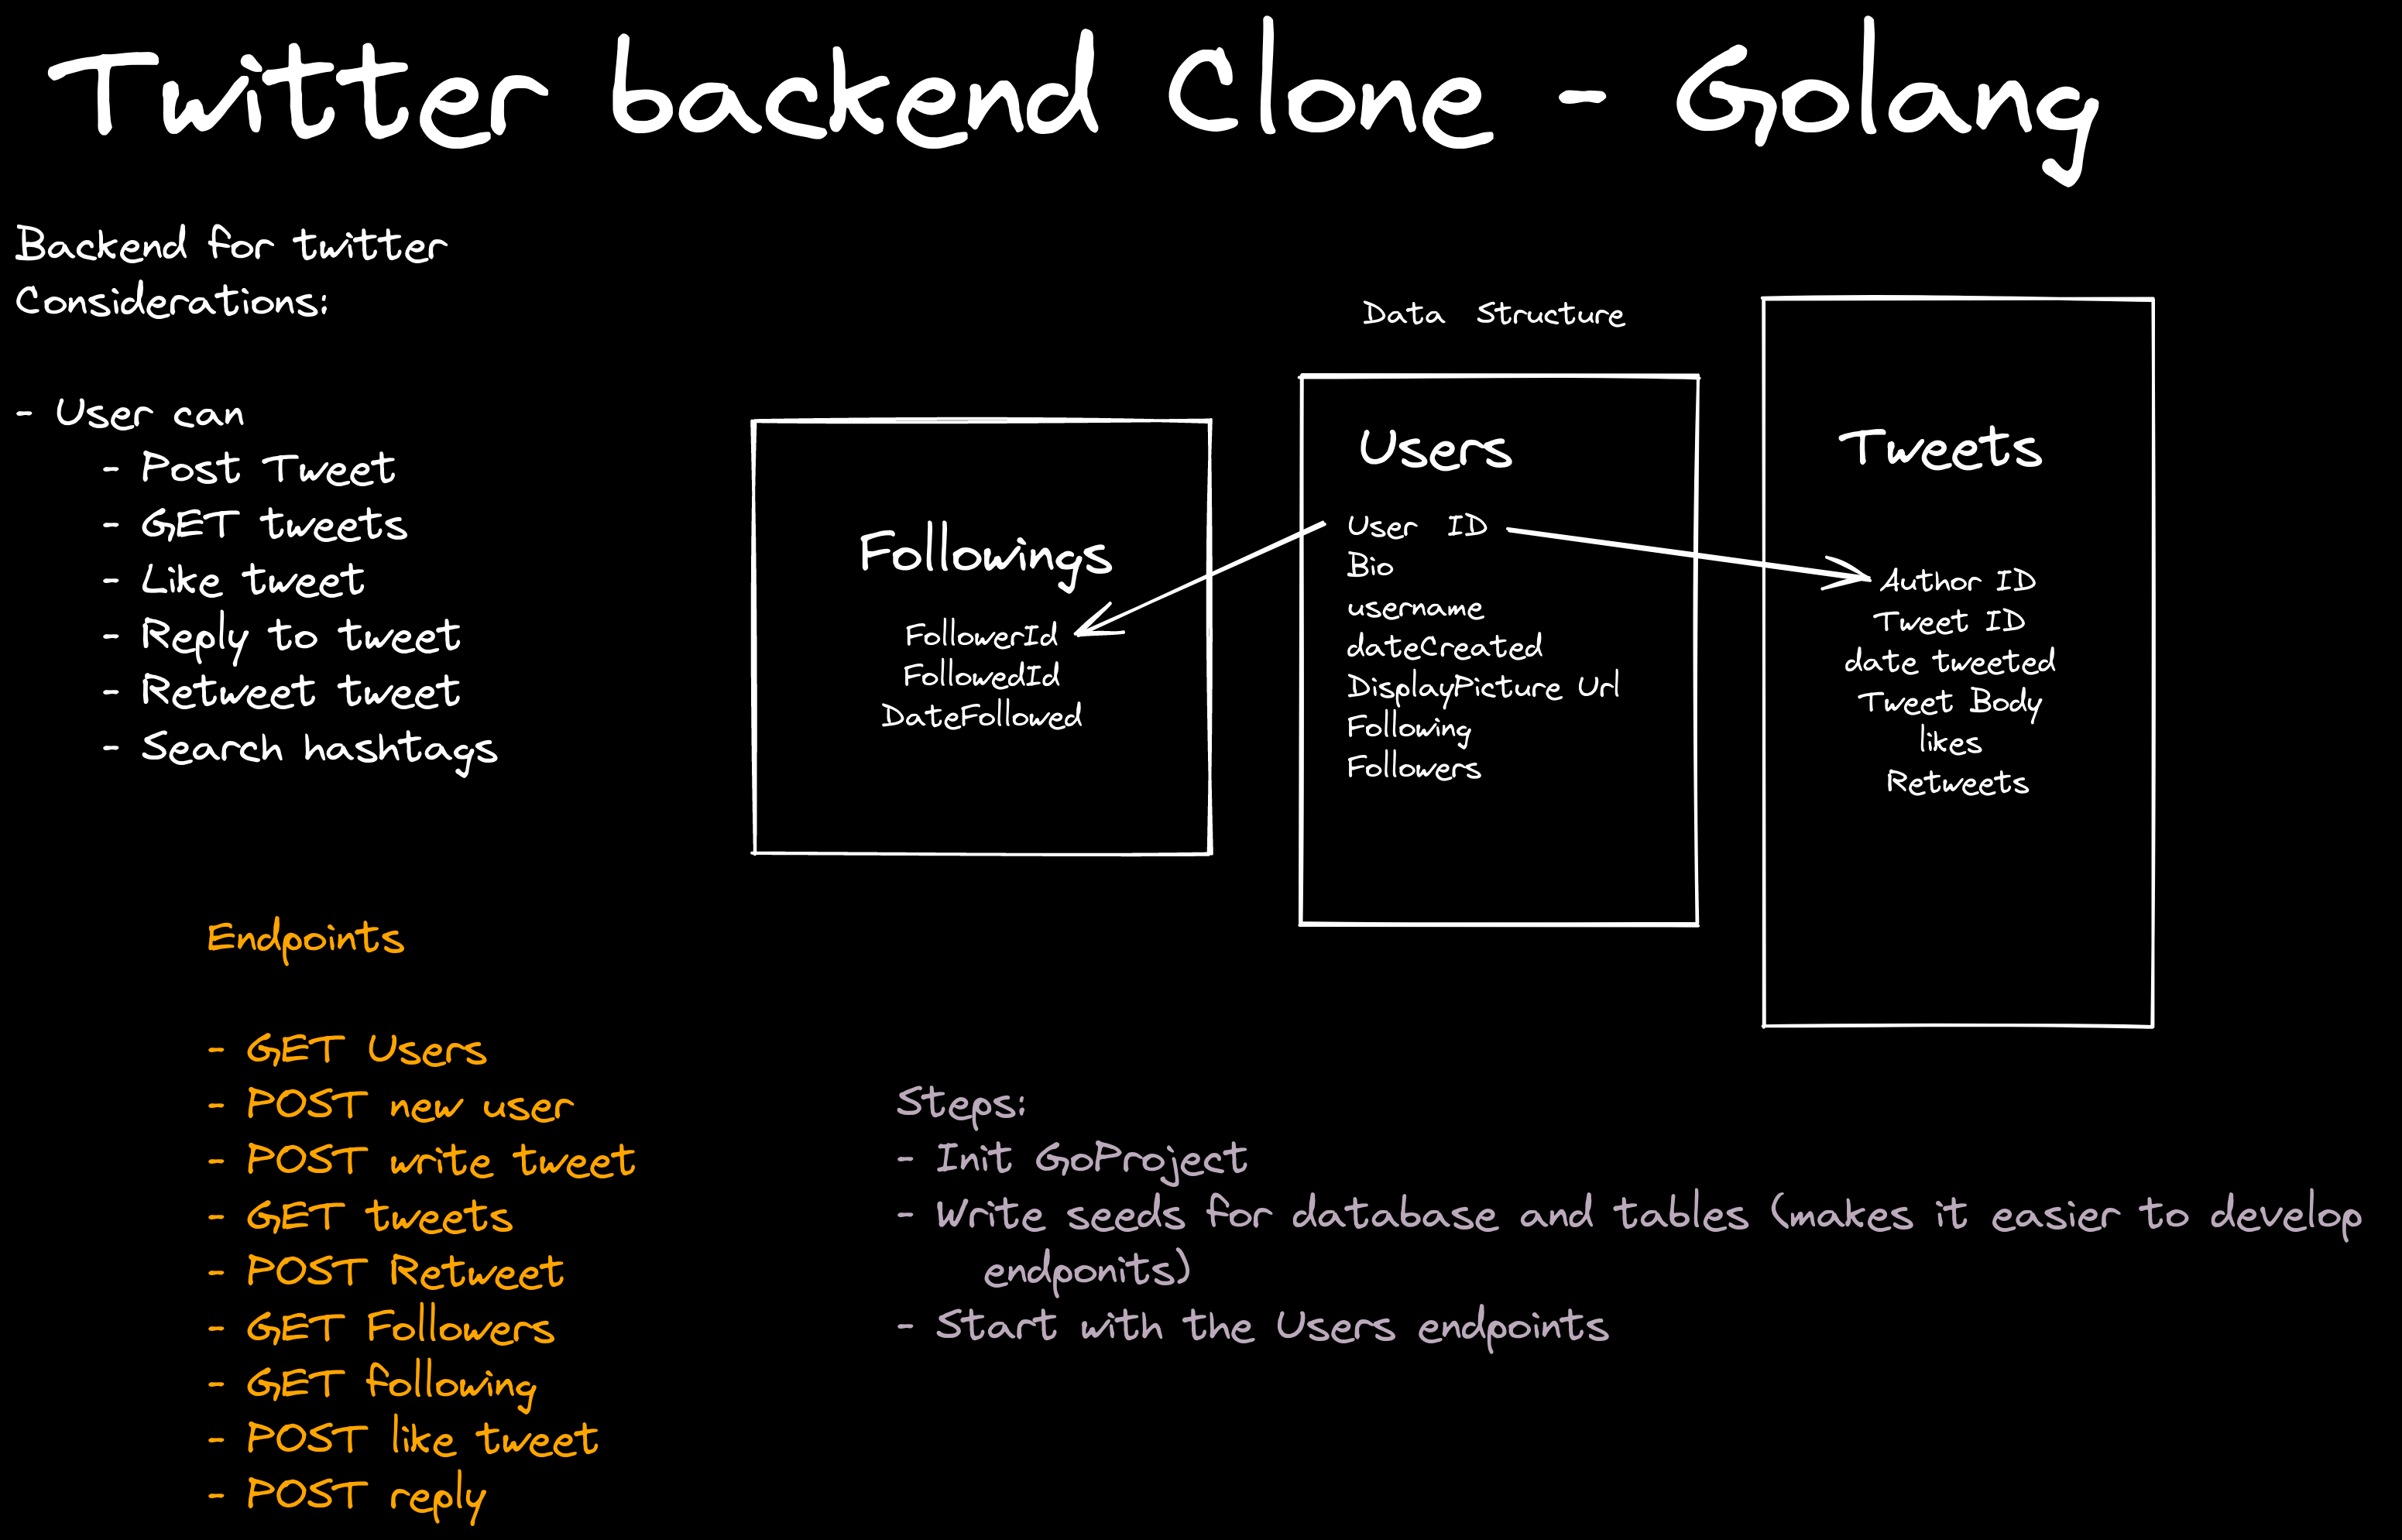 Twitter backend Clone - Golang
Backend for twitter
Considerations:
- User can
- Post Tweet
- GET tweets
- Like tweet
- Reply to tweet
- Retweet tweet
- Search hashtags
Data Structure
Followings
FollowerId
FollowedId
DateFollowed
Users
User ID
Bio
username
dateCreated
DisplayPicture Url
Following
Followers
Tweets
Author ID
Tweet ID
date tweeted
Tweet Body
likes
Retweets
Endpoints
- GET Users
- POST new user
- POST write tweet
- GET tweets
- POST Retweet
- GET Followers
- GET following
- POST like tweet
- POST reply
Steps:
- Init GoProject
- Write seeds for database and tables (makes it easier to develop
endponits)
- Start with the Users endpoints